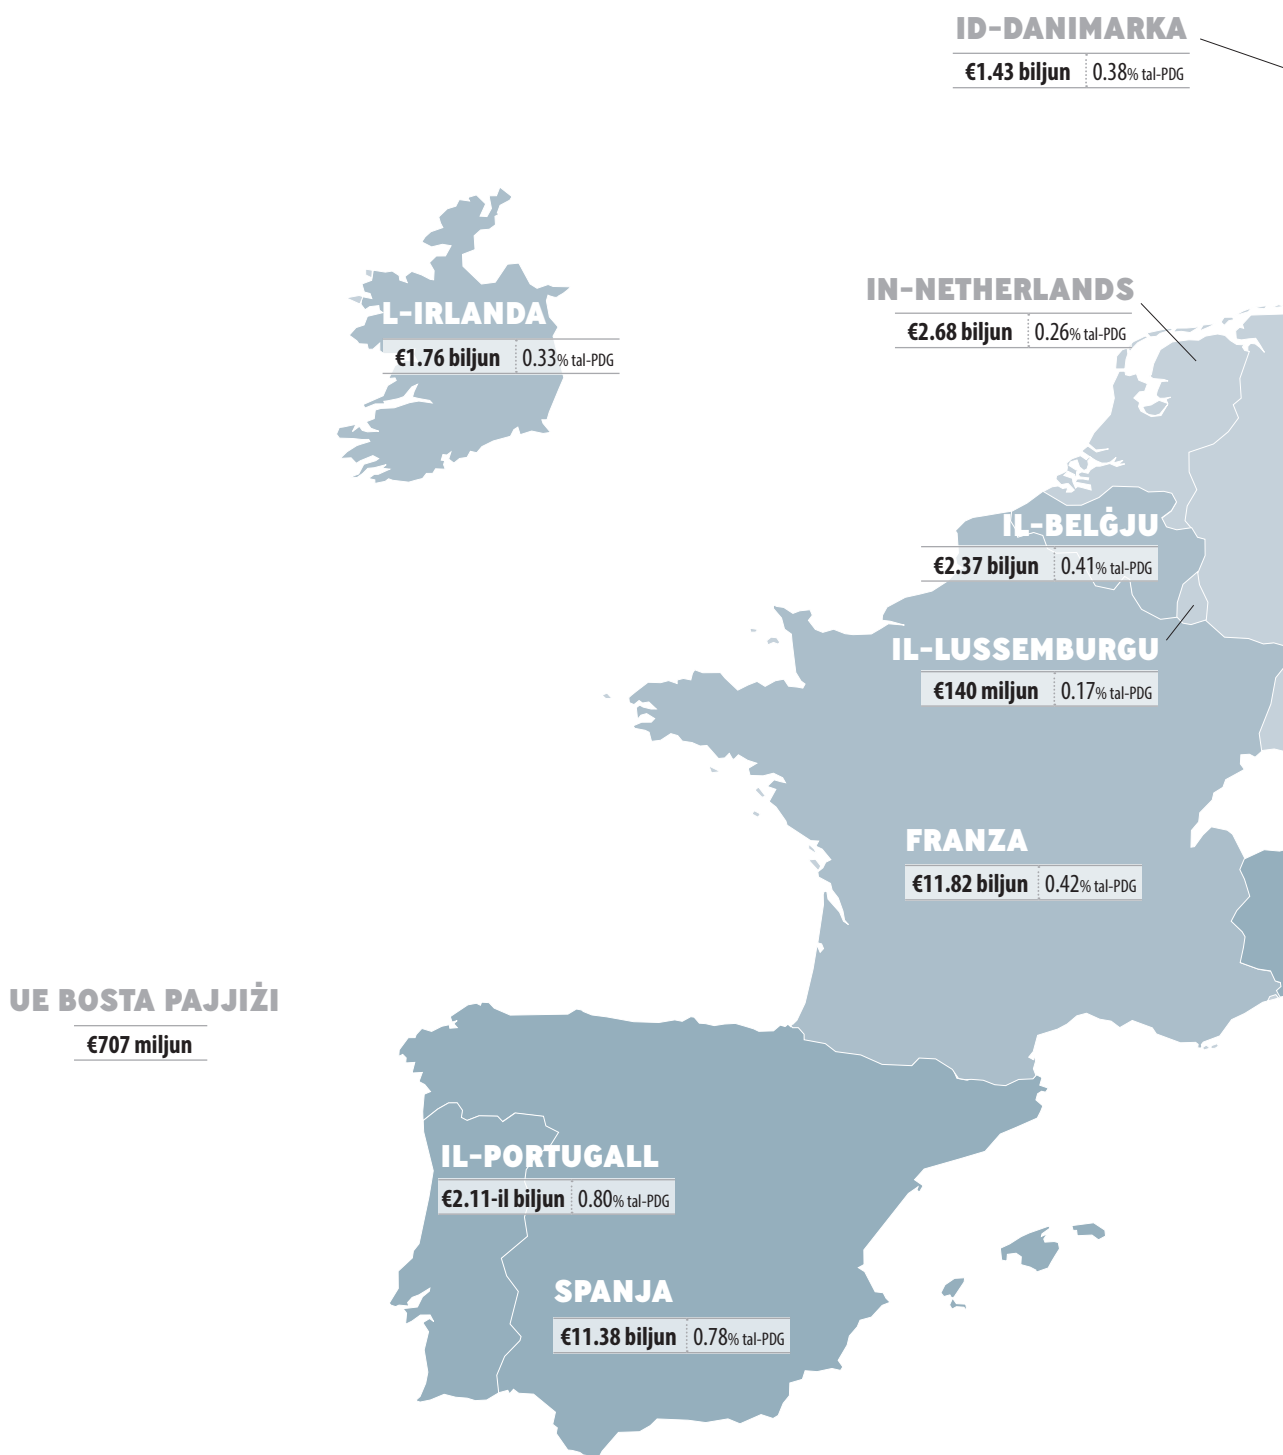 ID-DANIMARKA
€1.43 biljun 0.38% tal-PDG
L-IRLANDA
€1.76 biljun 0.33% tal-PDG
IN-NETHERLANDS
€2.68 biljun 0.26% tal-PDG
IL-BELĠJU
€2.37 biljun 0.41% tal-PDG
IL-LUSSEMBURGU
€140 miljun 0.17% tal-PDG
FRANZA
€11.82 biljun 0.42% tal-PDG
UE BOSTA PAJJIŻI
€707 miljun
IL-PORTUGALL
€2.11-il biljun 0.80% tal-PDG
SPANJA
€11.38 biljun 0.78% tal-PDG